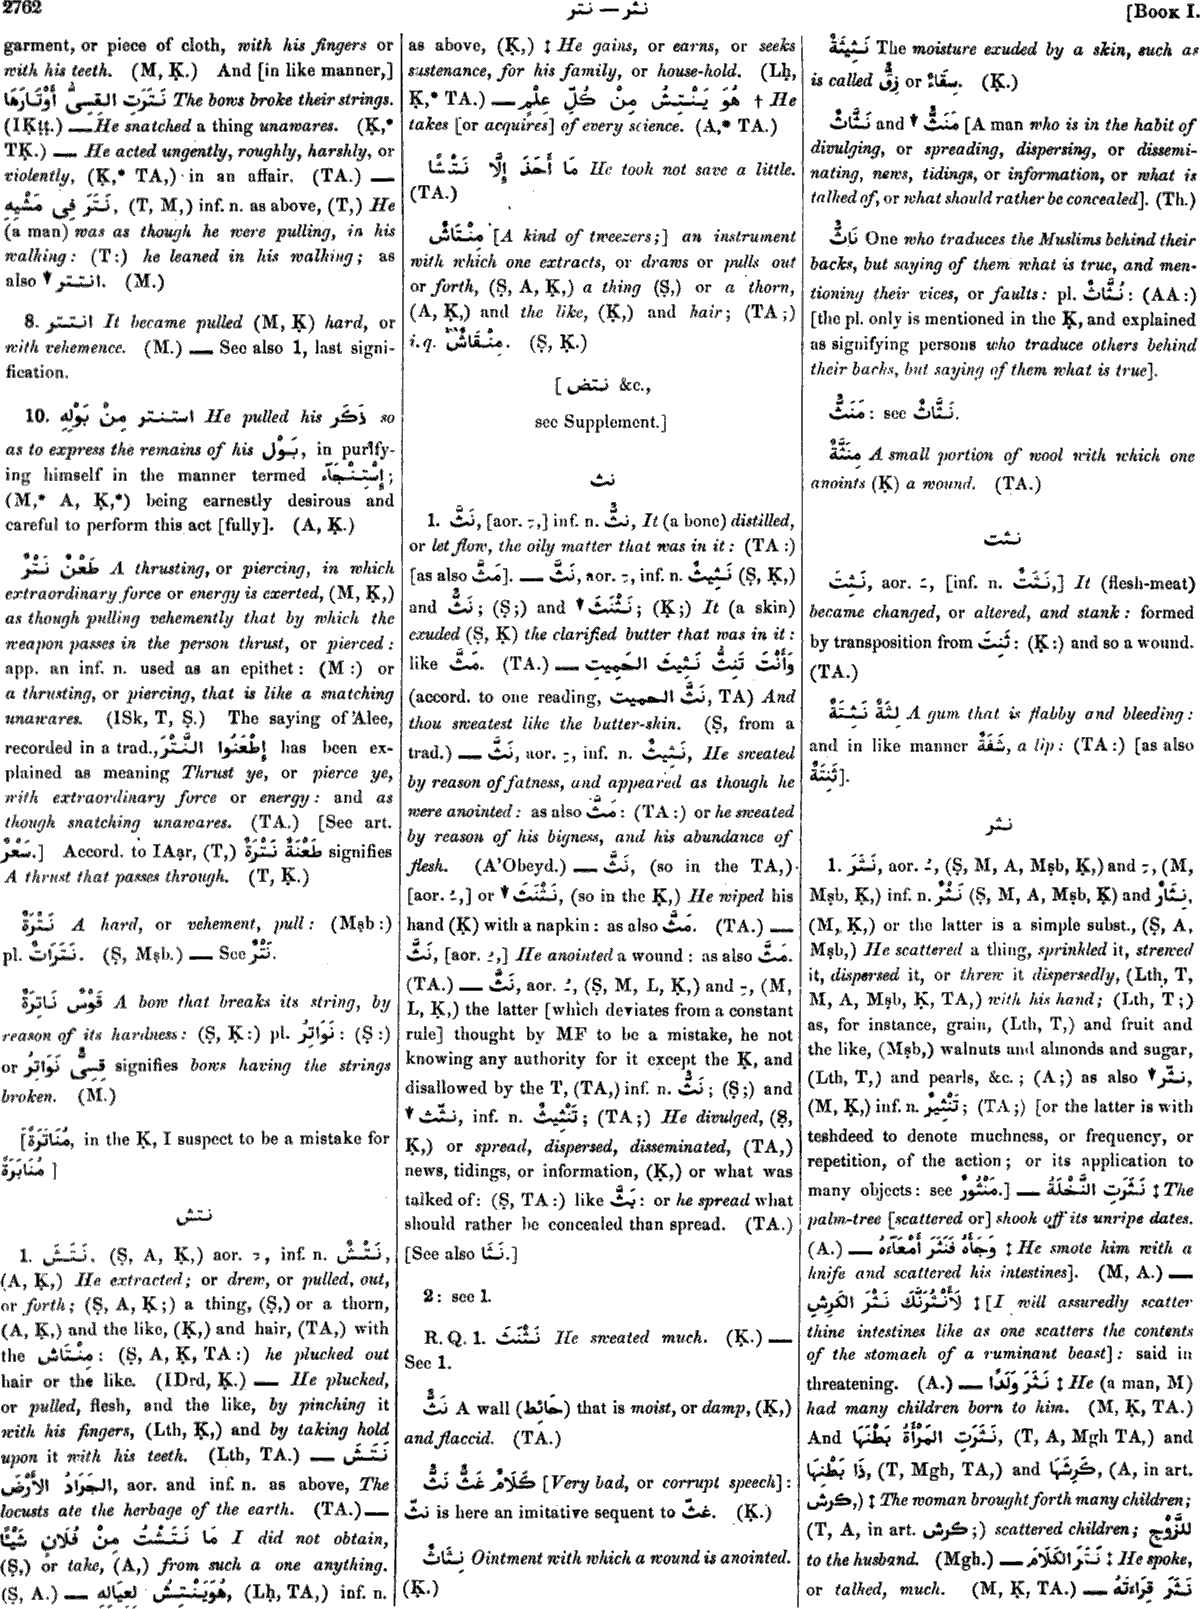 2762
نثر — نتر
[BOOK I.
garment, or piece of cloth, with his fingers or
with his teeth. (M, Ḳ.) And [in like manner,]
نَتَرَتِ القِسِىُّ أَوْتَارَهَا The bows broke their strings.
(IḲṭṭ.) — He snatched a thing unawares. (Ḳ,*
TḲ.) — He acted ungently, roughly, harshly, or
violently, (Ḳ,* TA,) in an affair. (TA.) —
نَتَرَ فِى مَشْيِهِ, (T, M,) inf. n. as above, (T,) He
(a man) was as though he were pulling, in his
walking: (T:) he leaned in his walking; as
also ▼ انتتر. (M.)
8. انتتر It became pulled (M, Ḳ) hard, or
with vehemence. (M.) — See also 1, last signi-
fication.
10. استنتر مِنْ بَوْلِهِ He pulled his ذَكَر so
as to express the remains of his بَوْل, in purify-
ing himself in the manner termed إِسْتِنْجَآء;
(M,* A, Ḳ,*) being earnestly desirous and
careful to perform this act [fully]. (A, Ḳ.)
طَعْنٌ نَتْرٌ A thrusting, or piercing, in which
extraordinary force or energy is exerted, (M, Ḳ,)
as though pulling vehemently that by which the
weapon passes in the person thrust, or pierced:
app. an inf. n. used as an epithet: (M:) or
a thrusting, or piercing, that is like a snatching
unawares. (ISk, T, Ṣ.) The saying of ’Alee,
recorded in a trad., إِطْعَنُوا النَّتْرَ has been ex-
plained as meaning Thrust ye, or pierce ye,
with extraordinary force or energy: and as
though snatching unawares. (TA.) [See art.
سَعْرٌ.] Accord. to IAạr, (T,) طَعْنَةٌ نَتْرَةٌ signifies
A thrust that passes through. (T, Ḳ.)
نَتْرَةٌ A hard, or vehement, pull: (Mṣb:)
pl. نَتَرَاتٌ. (Ṣ, Mṣb.) — See نَتْرٌ.
قَوْسٌ نَاتِرَةٌ A bow that breaks its string, by
reason of its hardness: (Ṣ, Ḳ:) pl. نَوَاتِرُ: (Ṣ:)
or قِسِىٌّ نَوَاتِرُ signifies bows having the strings
broken. (M.)
[مُنَاتَرَةٌ, in the Ḳ, I suspect to be a mistake for
مُنَابَرَةٌ ]
نتش
1. نَتَشَ, (Ṣ, A, Ḳ,) aor. ـِ, inf. n. نَتْشٌ,
(A, Ḳ,) He extracted; or drew, or pulled, out,
or forth; (Ṣ, A, Ḳ;) a thing, (Ṣ,) or a thorn,
(A, Ḳ,) and the like, (Ḳ,) and hair, (TA,) with
the مِنْتَاش: (Ṣ, A, Ḳ, TA:) he plucked out
hair or the like. (IDrd, Ḳ.) — He plucked,
or pulled, flesh, and the like, by pinching it
with his fingers, (Lth, Ḳ,) and by taking hold
upon it with his teeth. (Lth, TA.) — نَتَشَ
الجَرَادُ الأَرْضَ, aor. and inf. n. as above, The
locusts ate the herbage of the earth. (TA.) —
مَا نَتَشْتُ مِنْ فُلَانٍ شَيْئًا I did not obtain,
(Ṣ,) or take, (A,) from such a one anything.
(Ṣ, A.) — هُوَ يَنْتِشُ لِعِيَالِهِ, (Lḥ, TA,) inf. n.
as above, (Ḳ,) ‡ He gains, or earns, or seeks
sustenance, for his family, or house-hold. (Lḥ,
Ḳ,* TA.) — هُوَ يَنْتِشُ مِنْ كُلِّ عِلْمٍ † He
takes [or acquires] of every science. (A,* TA.)
مَا أَخَذَ إِلَّا نَتْشًا He took not save a little.
(TA.)
مِنْتَاشٌ [A kind of tweezers;] an instrument
with which one extracts, or draws or pulls out
or forth, (Ṣ, A, Ḳ,) a thing (Ṣ,) or a thorn,
(A, Ḳ,) and the like, (Ḳ,) and hair; (TA;)
i. q. مِنْقَاشٌ. (Ṣ, Ḳ.)
[ نتض &c.,
see Supplement.]
نث
1. نَثَّ, [aor. ـِ,] inf. n. نَثٌّ, It (a bone) distilled,
or let flow, the oily matter that was in it: (TA:)
[as also مَثَّ]. — نَثَّ, aor. ـِ, inf. n. نَثِيثٌ (Ṣ, Ḳ,)
and نَثٌّ; (Ṣ;) and ▼ نَثْنَثَ; (Ḳ;) It (a skin)
exuded (Ṣ, Ḳ) the clarified butter that was in it:
like مَثَّ. (TA.) — وَأَنْتَ تَنِثُّ نَثِيثَ الحَمِيتِ
(accord. to one reading, نَثَّ الحميت, TA) And
thou sweatest like the butter-skin. (Ṣ, from a
trad.) — نَثَّ, aor. ـِ, inf. n. نَثِيثٌ, He sweated
by reason of fatness, and appeared as though he
were anointed: as also مَثَّ: (TA:) or he sweated
by reason of his bigness, and his abundance of
flesh. (A’Obeyd.) — نَثَّ, (so in the TA,)
[aor. ـُ,] or ▼ نَثْنَثَ, (so in the Ḳ,) He wiped his
hand (Ḳ) with a napkin: as also مَثَّ. (TA.) —
نَثَّ, [aor. ـُ,] He anointed a wound: as also مَثَّ.
(TA.) — نَثَّ, aor. ـُ, (Ṣ, M, L, Ḳ,) and ـِ, (M,
L, Ḳ,) the latter [which deviates from a constant
rule] thought by MF to be a mistake, he not
knowing any authority for it except the Ḳ, and
disallowed by the T, (TA,) inf. n. نَثٌّ; (Ṣ;) and
▼ نثّث, inf. n. تَنْثِيثٌ; (TA;) He divulged, (Ṣ,
Ḳ,) or spread, dispersed, disseminated, (TA,)
news, tidings, or information, (Ḳ,) or what was
talked of: (Ṣ, TA:) like بَثَّ: or he spread what
should rather be concealed than spread. (TA.)
[See also نَثَا.]
2: see 1.
R. Q. 1. نَثْنَثَ He sweated much. (Ḳ.) —
See 1.
نَثٌّ A wall (حَائِط) that is moist, or damp, (Ḳ,)
and flaccid. (TA.)
كَلَامٌ غَثٌّ نَثٌّ [Very bad, or corrupt speech]:
نثّ is here an imitative sequent to غثّ. (Ḳ.)
نِثَاثٌ Ointment with which a wound is anointed.
(Ḳ.)
نَثِيثَةٌ The moisture exuded by a skin, such as
is called زِقّ or سِقَاءٌ. (Ḳ.)
نَثَّاثٌ and ▼ مَنَثٌّ [A man who is in the habit of
divulging, or spreading, dispersing, or dissemi-
nating, news, tidings, or information, or what is
talked of, or what should rather be concealed]. (Th.)
نَاثٌّ One who traduces the Muslims behind their
backs, but saying of them what is true, and men-
tioning their vices, or faults: pl. نُثَّاثٌ: (AA:)
[the pl. only is mentioned in the Ḳ, and explained
as signifying persons who traduce others behind
their backs, but saying of them what is true].
مَنَثٌّ: see نَثَّاثٌ.
مِنَثَّةٌ A small portion of wool with which one
anoints (Ḳ) a wound. (TA.)
نثت
نَثِتَ, aor. ـَ, [inf. n. نَثَتٌ,] It (flesh-meat)
became changed, or altered, and stank: formed
by transposition from ثَنِتَ: (Ḳ:) and so a wound.
(TA.)
لِثَةٌ نَثِتَةٌ A gum that is flabby and bleeding:
and in like manner شَفَةٌ, a lip: (TA:) [as also
ثَنِتَةٌ].
نثر
1. نَثَرَ, aor. ـُ, (Ṣ, M, A, Mṣb, Ḳ,) and ـِ, (M,
Mṣb, Ḳ,) inf. n. نَثْرٌ (Ṣ, M, A, Mṣb, Ḳ) and نِثَارٌ,
(M, Ḳ,) or the latter is a simple subst., (Ṣ, A,
Mṣb,) He scattered a thing, sprinkled it, strewed
it, dispersed it, or threw it dispersedly, (Lth, T,
M, A, Mṣb, Ḳ, TA,) with his hand; (Lth, T;)
as, for instance, grain, (Lth, T,) and fruit and
the like, (Mṣb,) walnuts and almonds and sugar,
(Lth, T,) and pearls, &c.; (A;) as also ▼ نثّر,
(M, Ḳ,) inf. n. تَنْثِيرٌ; (TA;) [or the latter is with
teshdeed to denote muchness, or frequency, or
repetition, of the action; or its application to
many objects: see مَنْثُورٌ.] — نَثَرَتِ النَّخْلَةُ ‡ The
palm-tree [scattered or] shook off its unripe dates.
(A.) — وَجَأَهُ فَنَثَرَ أَمْعَآءَهُ ‡ He smote him with a
knife and scattered his intestines]. (M, A.) —
لَأَنْثُرَنَّكَ نَثْرَ الكَرِشِ ‡ [I will assuredly scatter
thine intestines like as one scatters the contents
of the stomach of a ruminant beast]: said in
threatening. (A.) — نَثَرَ وَلَدًا ‡ He (a man, M)
had many children born to him. (M, Ḳ, TA.)
And نَثَرَتِ المَرْأَةُ بَطْنَهَا, (T, A, Mgh TA,) and
ذَا بَطْنِهَا, (T, Mgh, TA,) and كَرِشَهَا, (A, in art.
كرش,) ‡ The woman brought forth many children;
(T, A, in art. كرش;) scattered children; لِلزَّوْجِ
to the husband. (Mgh.) — نَثَرَ الكَلَامَ ‡ He spoke,
or talked, much. (M, Ḳ, TA.) — نَثَرَ قِرَاءَتَهُ